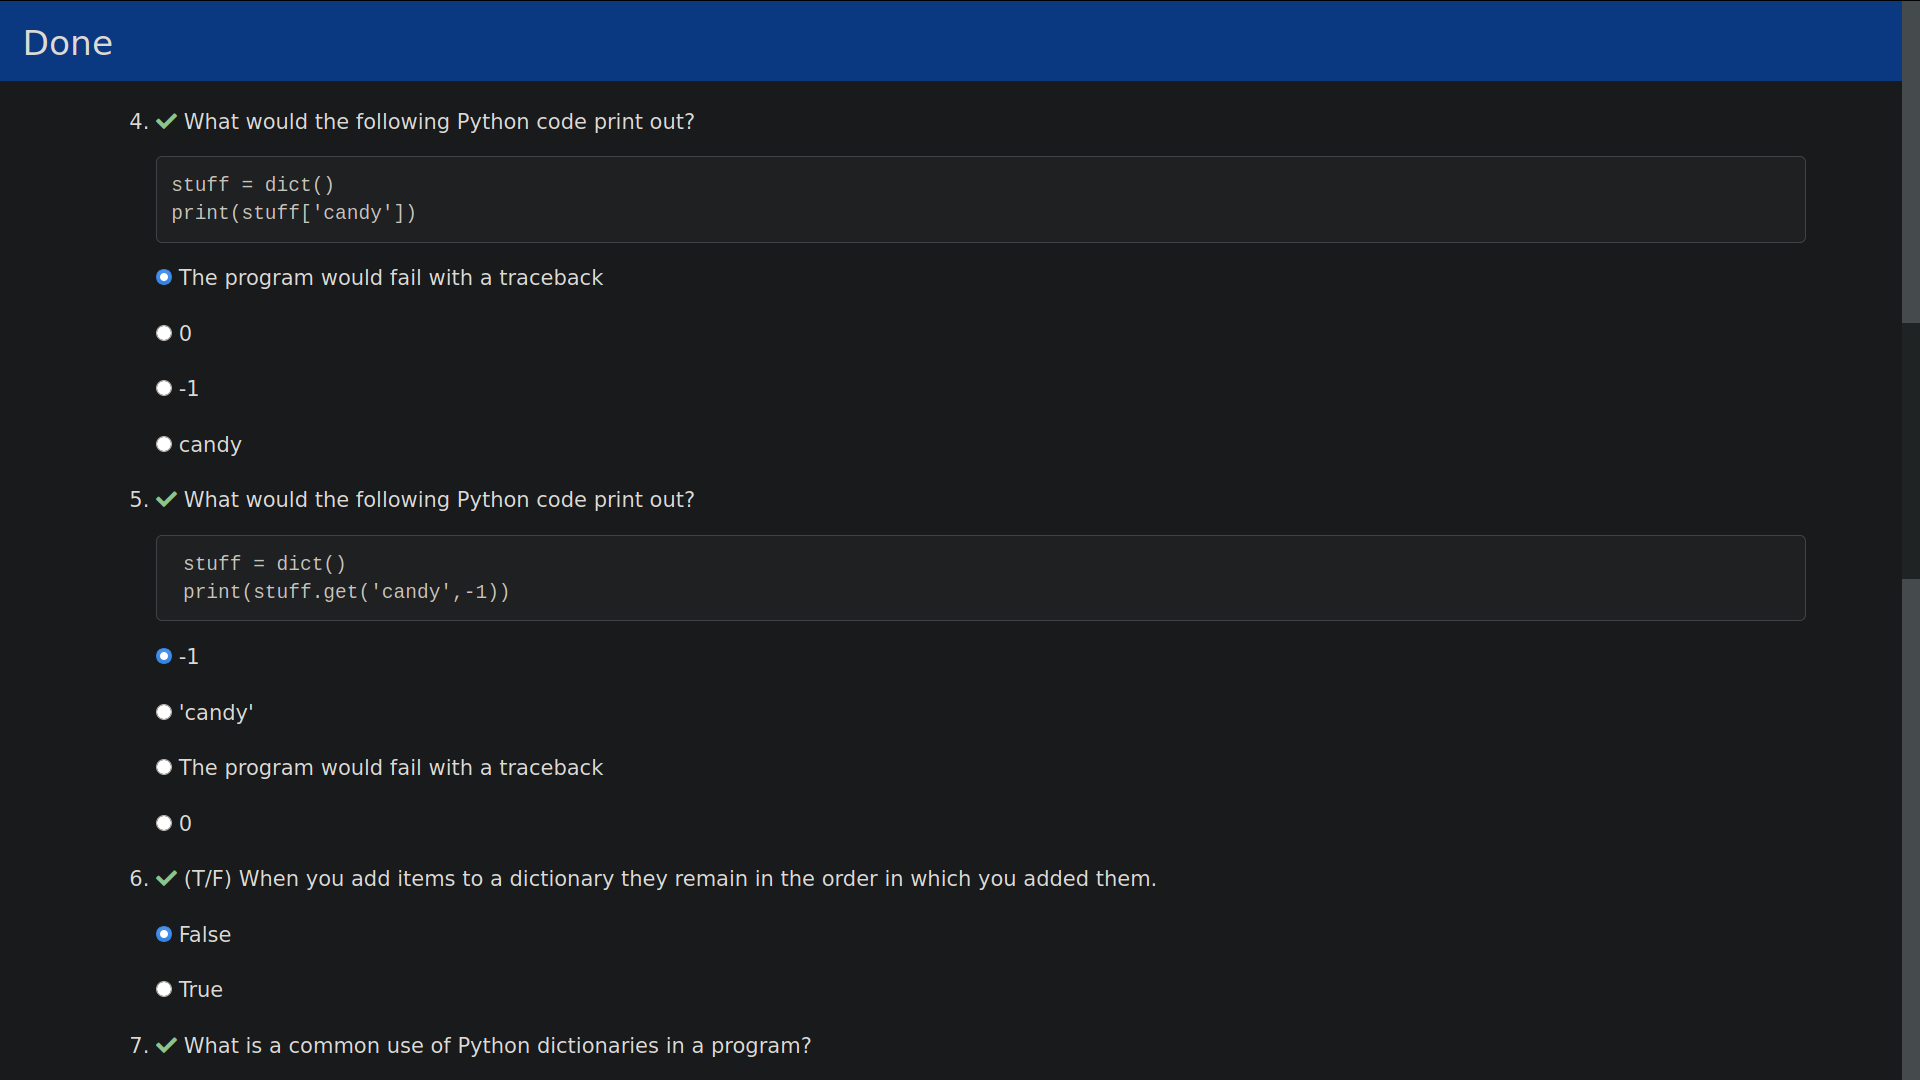 Done
4. What would the following Python code print out?
stuff = dict()
print(stuff['candy'])
The program would fail with a traceback
0
-1
candy
5. What would the following Python code print out?
stuff = dict()
print(stuff.get('candy',-1))
-1
'candy'
The program would fail with a traceback
0
6. (T/F) When you add items to a dictionary they remain in the order in which you added them.
False
True
7. What is a common use of Python dictionaries in a program?